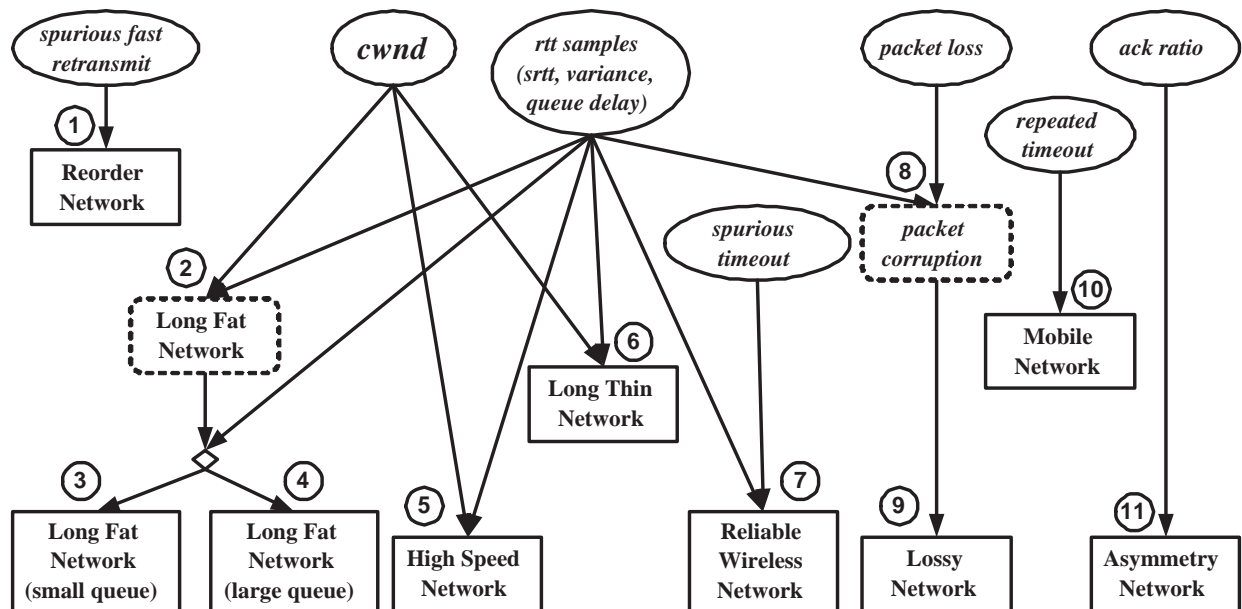 spurious fast
retransmit
cwnd
rtt samples
(srtt, variance,
queue delay)
packet loss
ack ratio
1
Reorder
Network
repeated
timeout
8
spurious
timeout
packet
corruption
2
Long Fat
Network
10
Mobile
Network
6
Long Thin
Network
3
4
5
7
9
11
Long Fat
Network
(small queue)
Long Fat
Network
(large queue)
High Speed
Network
Reliable
Wireless
Network
Lossy
Network
Asymmetry
Network